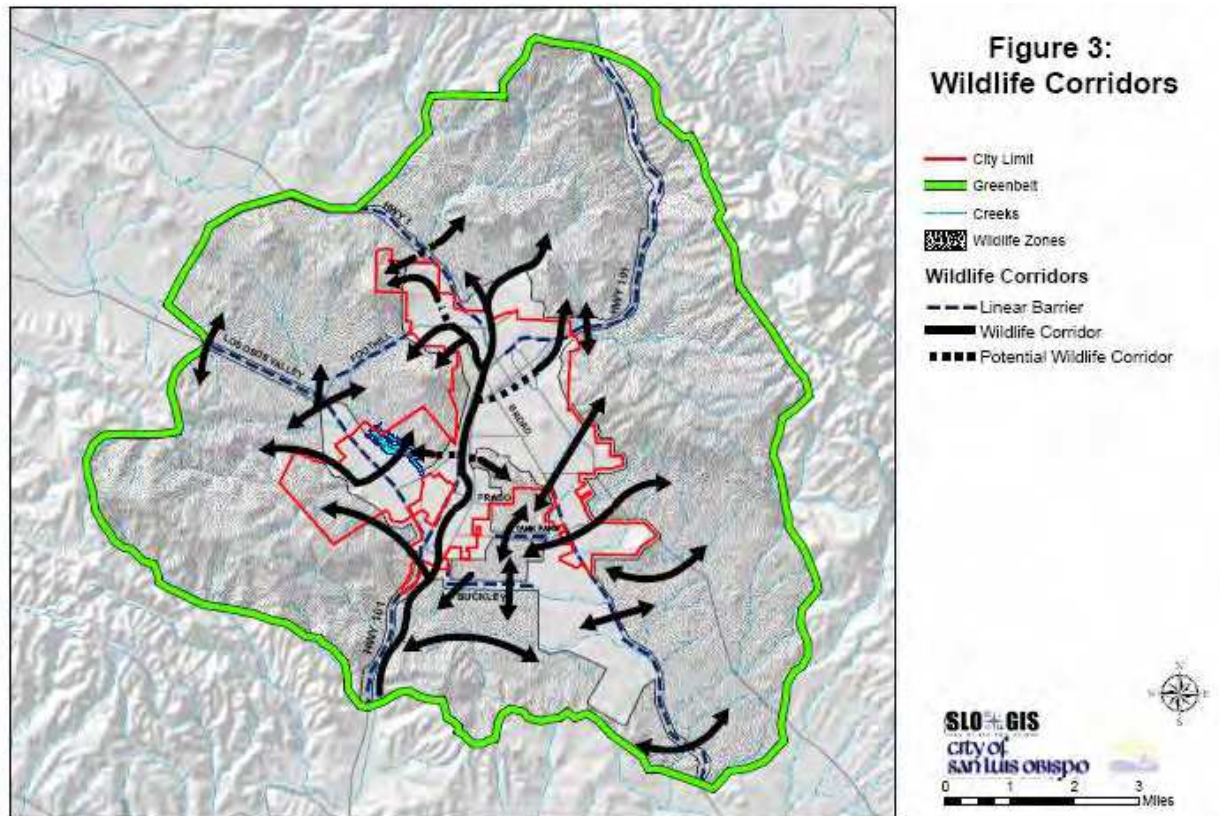 Figure 3:
Wildlife Corridors
City Limit
Greenbelt
Creeks
Wildlife Zones
Wildlife Corridors
Linear Barrier
Wildlife Corridor
Potential Wildlife Corridor
HWY 1
HWY 101
LOS OSOS VALLEY
FOOTHILL
BROAD
PRADO
TANK FARM
BUCKLEY
HWY 101
N
W
E
S
SLO GIS
city of
san luis obispo
0 1 2 3
Miles